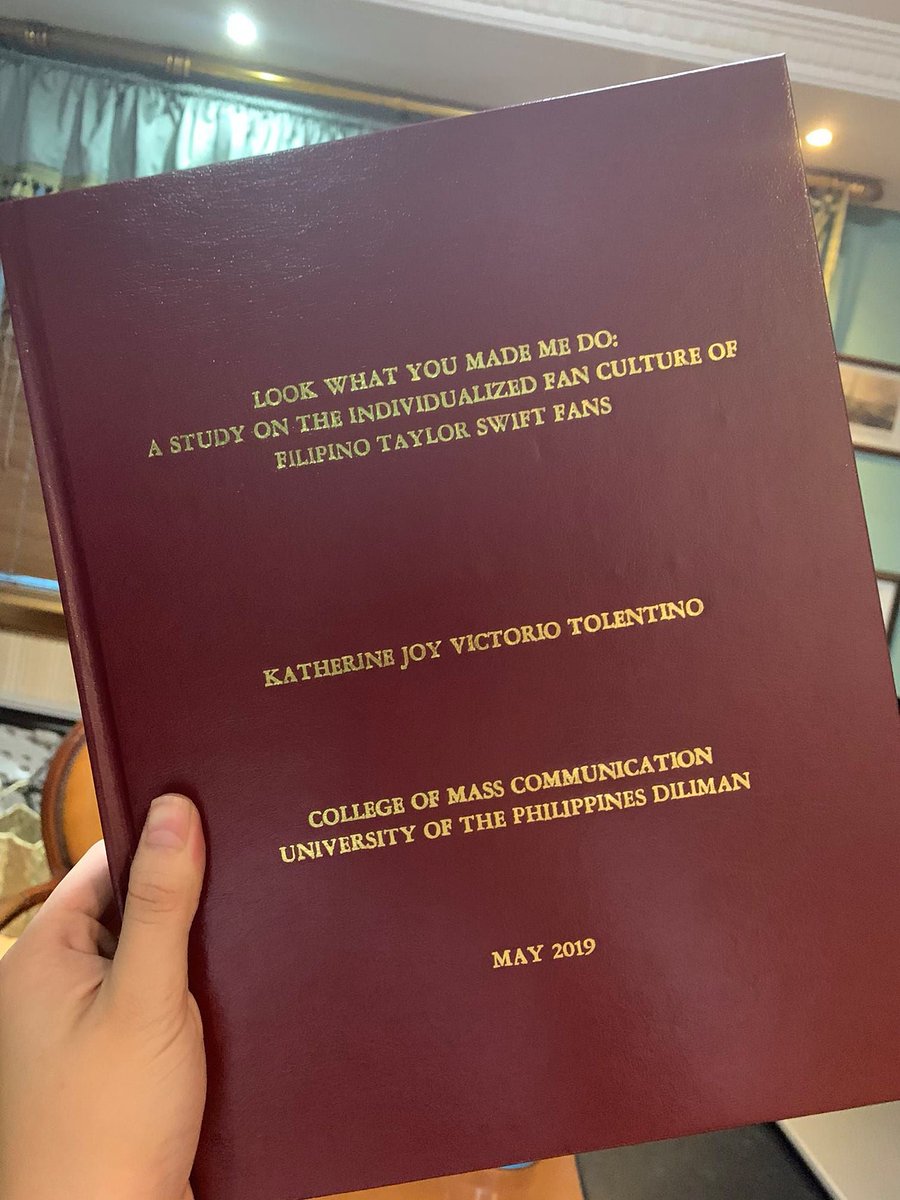 LOOK WHAT YOU MADE ME DO:
A STUDY ON THE INDIVIDUALIZED FAN CULTURE OF
FILIPINO TAYLOR SWIFT FANS
KATHERINE JOY VICTORIO TOLENTINO
COLLEGE OF MASS COMMUNICATION
UNIVERSITY OF THE PHILIPPINES DILIMAN
MAY 2019